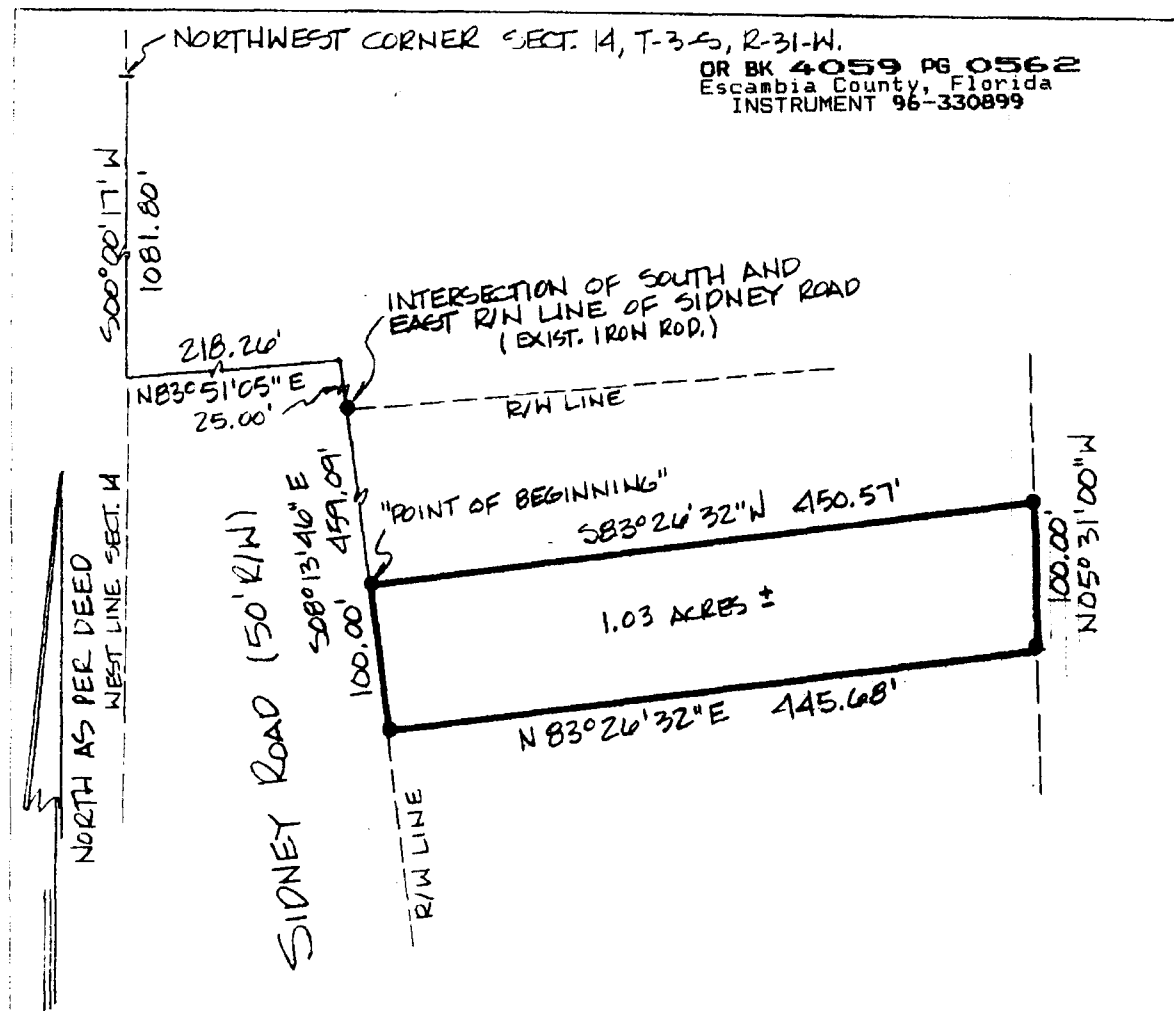 NORTHWEST CORNER SECT. 14, T-3-S, R-31-W.
OR BK 4059 PG 0562
Escambia County, Florida
INSTRUMENT 96-330899
S00°00'17" W
1081.80'
INTERSECTION OF SOUTH AND
EAST R/W LINE OF SIDNEY ROAD
(EXIST. IRON ROD.)
218.26'
N83°51'05" E
25.00'
R/W LINE
"POINT OF BEGINNING"
S83°26'32"W 450.57'
S08°13'46" E
459.09'
100.00'
1.03 ACRES ±
100.00'
N05°31'00"W
N 83°26'32"E 445.68'
SIDNEY ROAD (50' R/W)
R/W LINE
WEST LINE SECT. 14
NORTH AS PER DEED
N